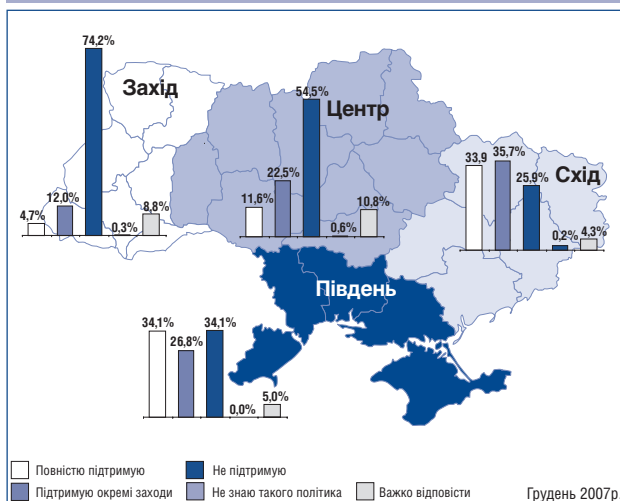 74,2%
Захід
12,0%
4,7%
0,3%
8,8%
Центр
54,5%
22,5%
11,6%
0,6%
10,8%
Схід
33,9
35,7%
25,9%
0,2%
4,3%
Південь
34,1%
26,8%
34,1%
0,0%
5,0%
Повністю підтримую
Не підтримую
Підтримую окремі заходи
Не знаю такого політика
Важко відповісти
Грудень 2007р